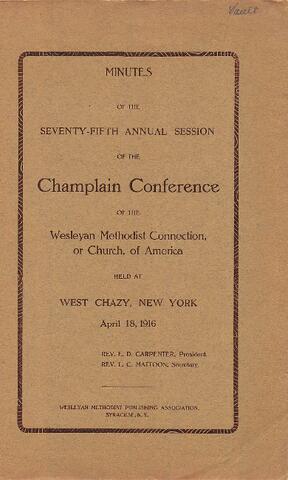 Vault
MINUTES
OF THE
SEVENTY-FIFTH ANNUAL SESSION
OF THE
Champlain Conference
OF THE
Wesleyan Methodist Connection,
or Church, of America
HELD AT
WEST CHAZY, NEW YORK
April 18, 1916
REV. E. D. CARPENTER, President.
REV. L. C. MATTOON, Secretary.
WESLEYAN METHODIST PUBLISHING ASSOCIATION,
SYRACUSE, N. Y.